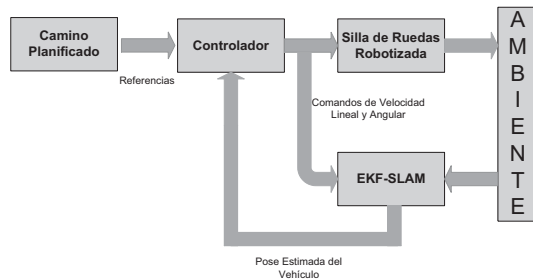 Camino
Planificado
Referencias
Controlador
Silla de Ruedas
Robotizada
Comandos de Velocidad
Lineal y Angular
EKF-SLAM
Pose Estimada del
Vehículo
AMBIENTE